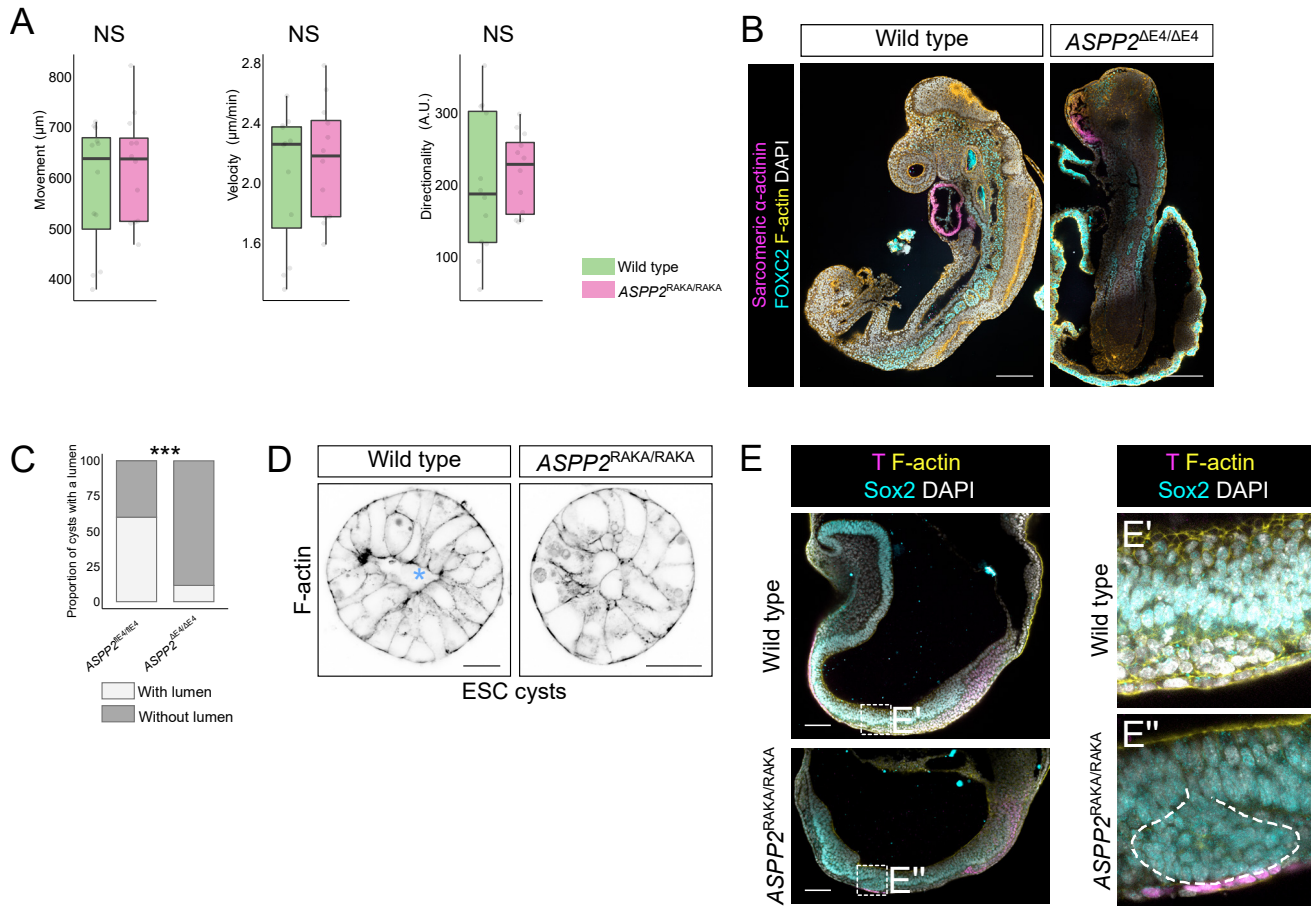 A
NS
NS
NS
Movement (μm)
800
700
600
500
400
Velocity (μm/min)
2.8
2.4
2.0
1.6
Directionality (A.U.)
300
200
100
Wild type
ASPP2RAKA/RAKA
B
Wild type
ASPP2ΔE4/ΔE4
Sarcomeric α-actinin
FOXC2 F-actin DAPI
C
***
Proportion of cysts with a lumen
100
75
50
25
0
ASPP2flE4/flE4
ASPP2ΔE4/ΔE4
With lumen
Without lumen
D
Wild type
ASPP2RAKA/RAKA
F-actin
*
ESC cysts
E
T F-actin
Sox2 DAPI
T F-actin
Sox2 DAPI
Wild type
E'
Wild type
E'
ASPP2RAKA/RAKA
E"
ASPP2RAKA/RAKA
E"